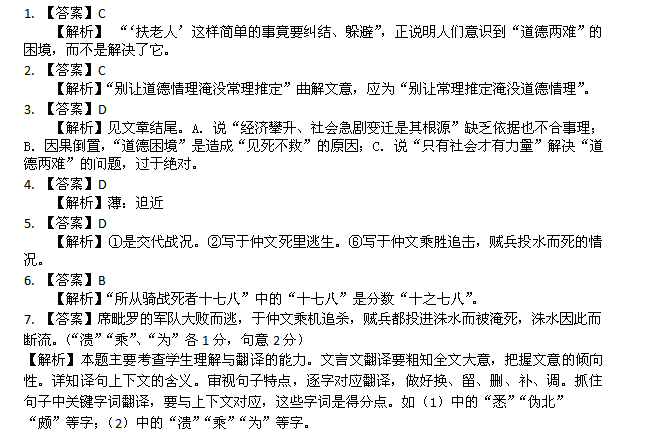 1. 【答案】C
【解析】 “‘扶老人’这样简单的事竟要纠结、躲避”，正说明人们意识到“道德两难”的
困境，而不是解决了它。
2. 【答案】C
【解析】“别让道德情理淹没常理推定”曲解文意，应为“别让常理推定淹没道德情理”。
3. 【答案】D
【解析】见文章结尾。A．说“经济攀升、社会急剧变迁是其根源”缺乏依据也不合事理；
B．因果倒置，“道德困境”是造成“见死不救”的原因；C．说“只有社会才有力量”解决“道
德两难”的问题，过于绝对。
4. 【答案】D
【解析】薄：迫近
5. 【答案】D
【解析】①是交代战况。②写于仲文死里逃生。⑥写于仲文乘胜追击，贼兵投水而死的情
况。
6. 【答案】B
【解析】“所从骑战死者十七八”中的“十七八”是分数“十之七八”。
7. 【答案】席毗罗的军队大败而逃，于仲文乘机追杀，贼兵都投进洙水而被淹死，洙水因此而
断流。（“溃”“乘”、“为”各1分，句意2分）
【解析】本题主要考查学生理解与翻译的能力。文言文翻译要粗知全文大意，把握文意的倾向
性。详知译句上下文的含义。审视句子特点，逐字对应翻译，做好换、留、删、补、调。抓住
句子中关键字词翻译，要与上下文对应，这些字词是得分点。如（1）中的“悉”“伪北”
“颇”等字；（2）中的“溃”“乘”“为”等字。